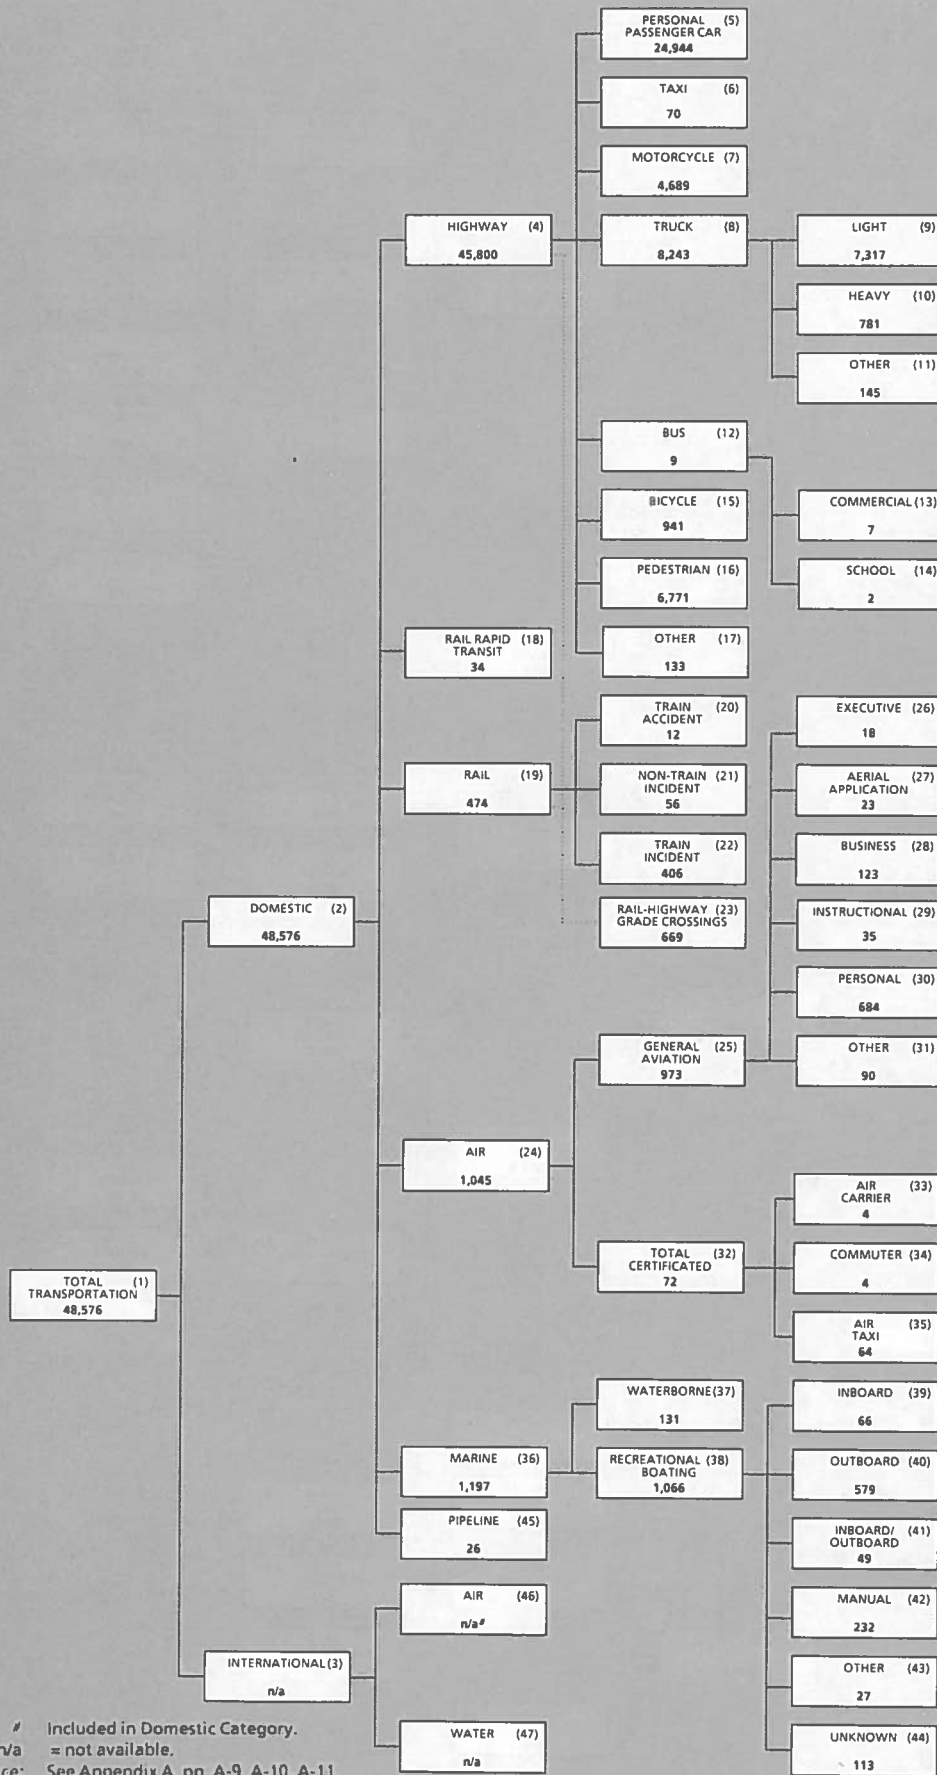 PERSONAL (5)
PASSENGER CAR
24,944
TAXI (6)
70
MOTORCYCLE (7)
4,689
HIGHWAY (4)
45,800
TRUCK (8)
8,243
LIGHT (9)
7,317
HEAVY (10)
781
OTHER (11)
145
BUS (12)
9
COMMERCIAL (13)
7
BICYCLE (15)
941
SCHOOL (14)
2
PEDESTRIAN (16)
6,771
OTHER (17)
133
RAIL RAPID (18)
TRANSIT
34
TRAIN (20)
ACCIDENT
12
EXECUTIVE (26)
18
RAIL (19)
474
NON-TRAIN (21)
INCIDENT
56
AERIAL (27)
APPLICATION
23
TRAIN (22)
INCIDENT
406
BUSINESS (28)
123
DOMESTIC (2)
48,576
RAIL-HIGHWAY (23)
GRADE CROSSINGS
669
INSTRUCTIONAL (29)
35
PERSONAL (30)
684
GENERAL (25)
AVIATION
973
OTHER (31)
90
AIR (24)
1,045
AIR (33)
CARRIER
4
TOTAL (32)
CERTIFICATED
72
COMMUTER (34)
4
TOTAL (1)
TRANSPORTATION
48,576
AIR (35)
TAXI
64
WATERBORNE (37)
131
INBOARD (39)
66
MARINE (36)
1,197
RECREATIONAL (38)
BOATING
1,066
OUTBOARD (40)
579
PIPELINE (45)
26
INBOARD/ (41)
OUTBOARD
49
AIR (46)
n/a#
MANUAL (42)
232
INTERNATIONAL (3)
n/a
OTHER (43)
27
WATER (47)
n/a
UNKNOWN (44)
113
# Included in Domestic Category.
n/a = not available.
See Appendix A, pg. A-9, A-10, A-11